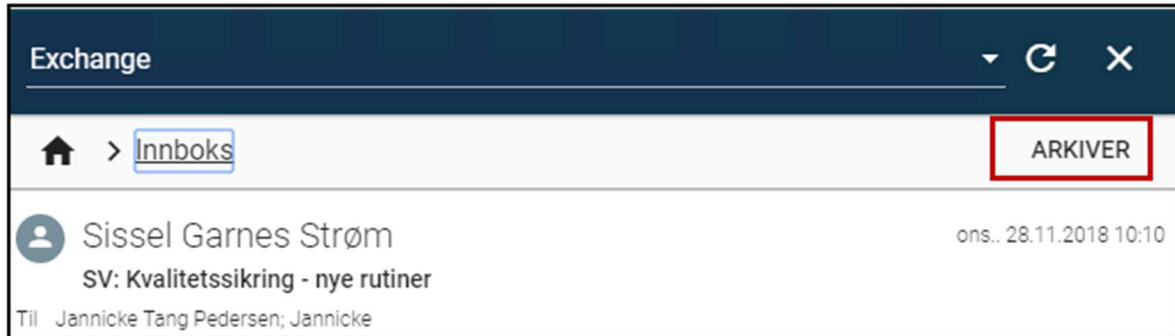 Exchange
> Innboks ARKIVER
Sissel Garnes Strøm ons.. 28.11.2018 10:10
SV: Kvalitetssikring - nye rutiner
Til Jannicke Tang Pedersen; Jannicke